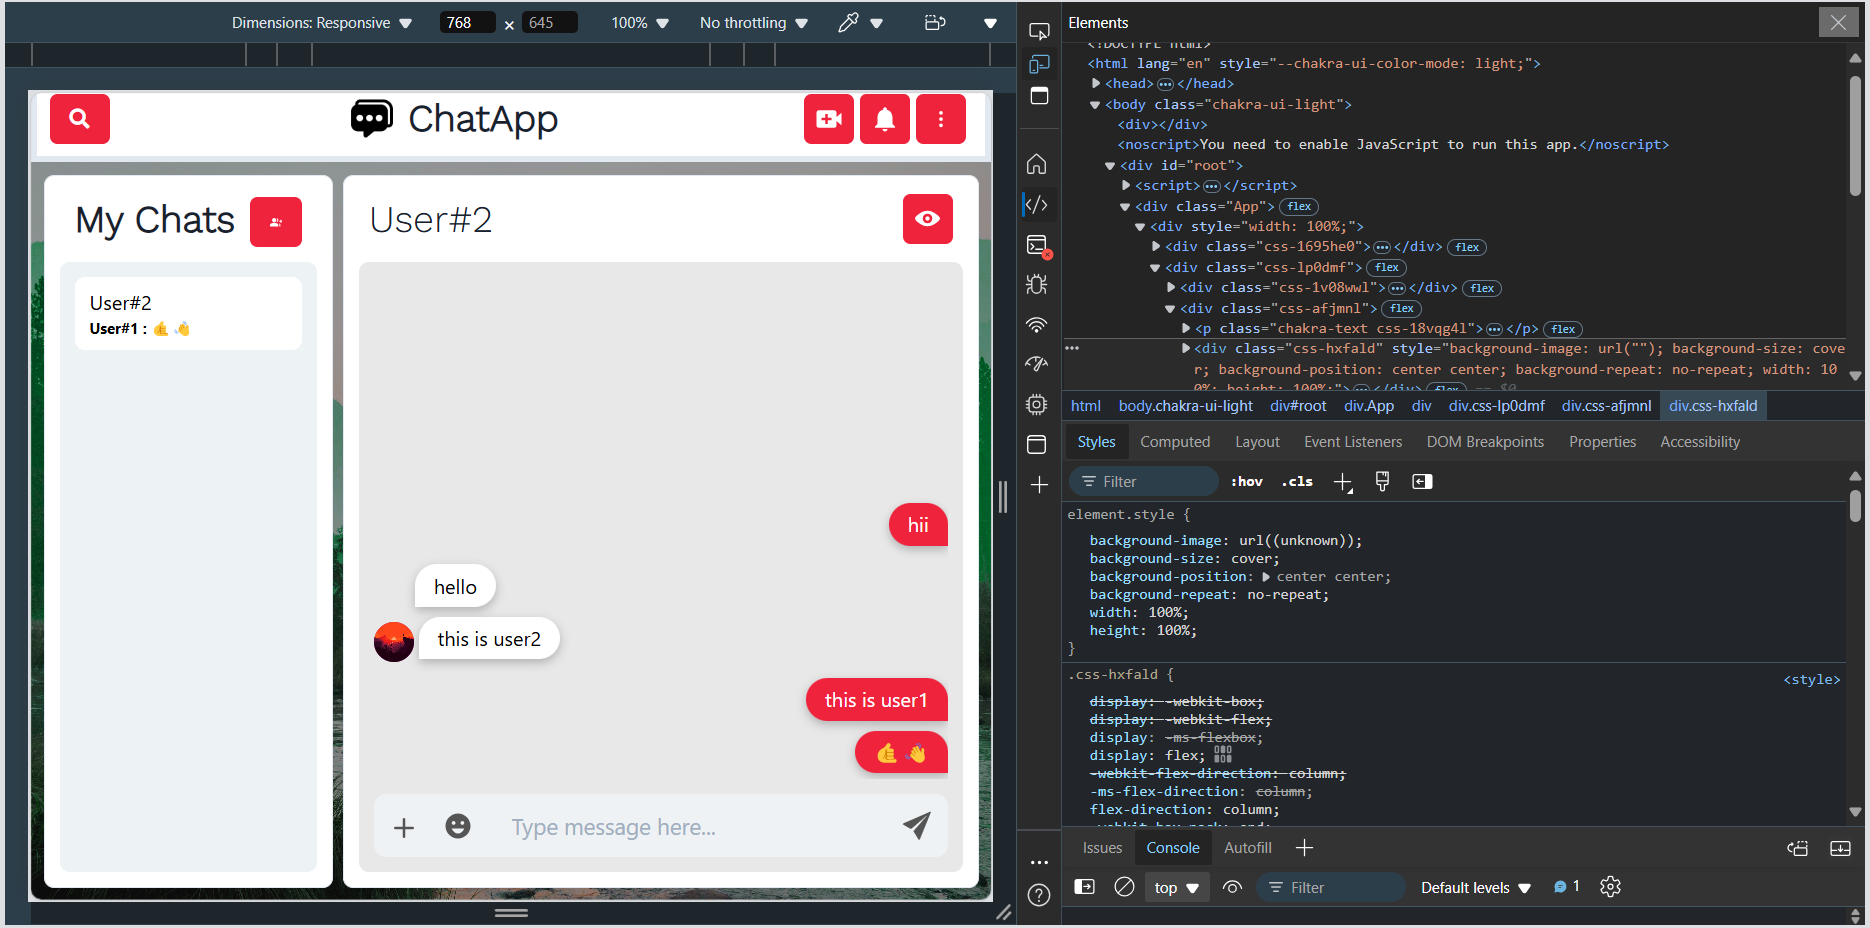 Dimensions: Responsive 768 × 645 100% No throttling
ChatApp
My Chats
User#2
User#1 : 🤙 👋
User#2
hii
hello
this is user2
this is user1
🤙 👋
Type message here...
Elements
<!DOCTYPE html>
<html lang="en" style="--chakra-ui-color-mode: light;">
<head>…</head>
<body class="chakra-ui-light">
<div></div>
<noscript>You need to enable JavaScript to run this app.</noscript>
<div id="root">
<script>…</script>
<div class="App"> flex
<div style="width: 100%;">
<div class="css-1695he0">…</div> flex
<div class="css-lp0dmf"> flex
<div class="css-1v08wwl">…</div> flex
<div class="css-afjmnl"> flex
<p class="chakra-text css-18vqg4l">…</p> flex
<div class="css-hxfald" style="background-image: url(""); background-size: cove
r; background-position: center center; background-repeat: no-repeat; width: 10
0%; height: 100%;">…</div> flex == $0
html body.chakra-ui-light div#root div.App div div.css-lp0dmf div.css-afjmnl div.css-hxfald
Styles Computed Layout Event Listeners DOM Breakpoints Properties Accessibility
Filter :hov .cls
element.style {
background-image: url((unknown));
background-size: cover;
background-position: center center;
background-repeat: no-repeat;
width: 100%;
height: 100%;
}
.css-hxfald { <style>
display: -webkit-box;
display: -webkit-flex;
display: -ms-flexbox;
display: flex;
-webkit-flex-direction: column;
-ms-flex-direction: column;
flex-direction: column;
-webkit-box-pack: end;
Issues Console Autofill
top Filter Default levels 1